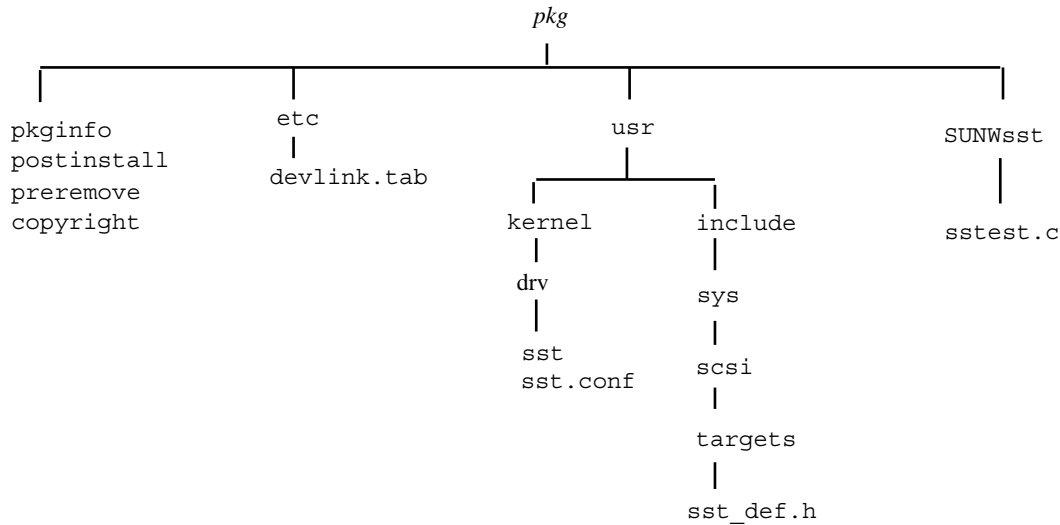 pkg
pkginfo
postinstall
preremove
copyright
etc
devlink.tab
usr
kernel
drv
sst
sst.conf
include
sys
scsi
targets
sst_def.h
SUNWsst
sstest.c